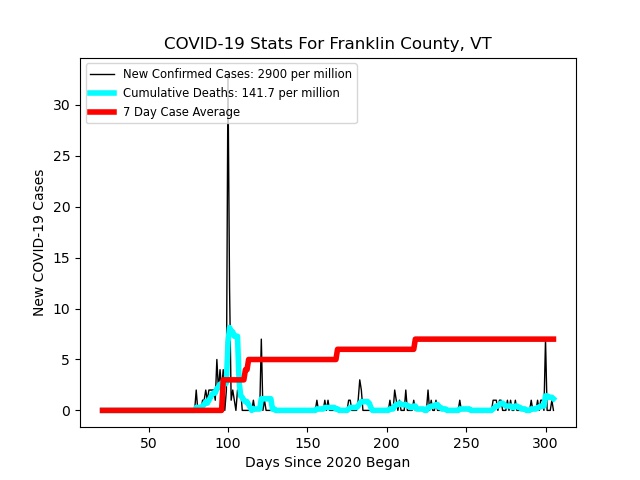 COVID-19 Stats For Franklin County, VT
New Confirmed Cases: 2900 per million
Cumulative Deaths: 141.7 per million
7 Day Case Average
New COVID-19 Cases
30
25
20
15
10
5
0
50 100 150 200 250 300
Days Since 2020 Began